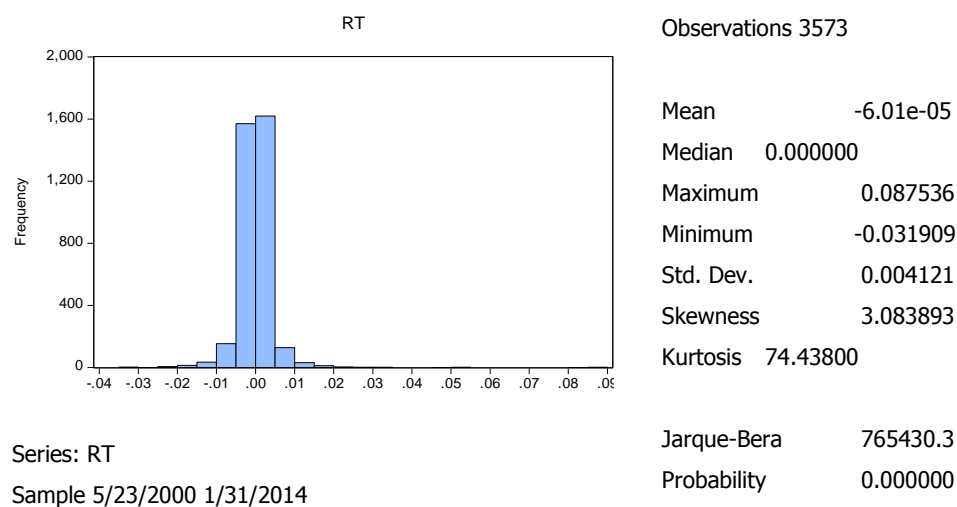 RT
2,000
1,600
1,200
800
400
0
Frequency
-.04 -.03 -.02 -.01 .00 .01 .02 .03 .04 .05 .06 .07 .08 .09
Series: RT
Sample 5/23/2000 1/31/2014
Observations 3573
Mean -6.01e-05
Median 0.000000
Maximum 0.087536
Minimum -0.031909
Std. Dev. 0.004121
Skewness 3.083893
Kurtosis 74.43800
Jarque-Bera 765430.3
Probability 0.000000